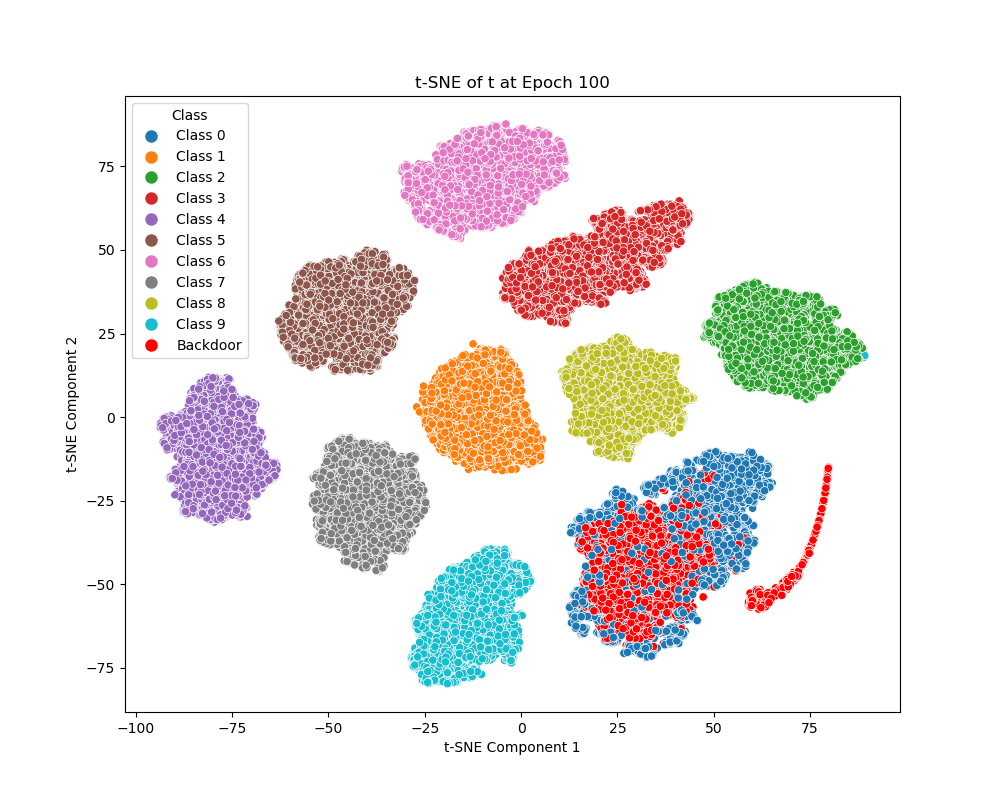 t-SNE of t at Epoch 100
Class
Class 0
Class 1
Class 2
Class 3
Class 4
Class 5
Class 6
Class 7
Class 8
Class 9
Backdoor
t-SNE Component 2
75
50
25
0
−25
−50
−75
−100
−75
−50
−25
0
25
50
75
t-SNE Component 1